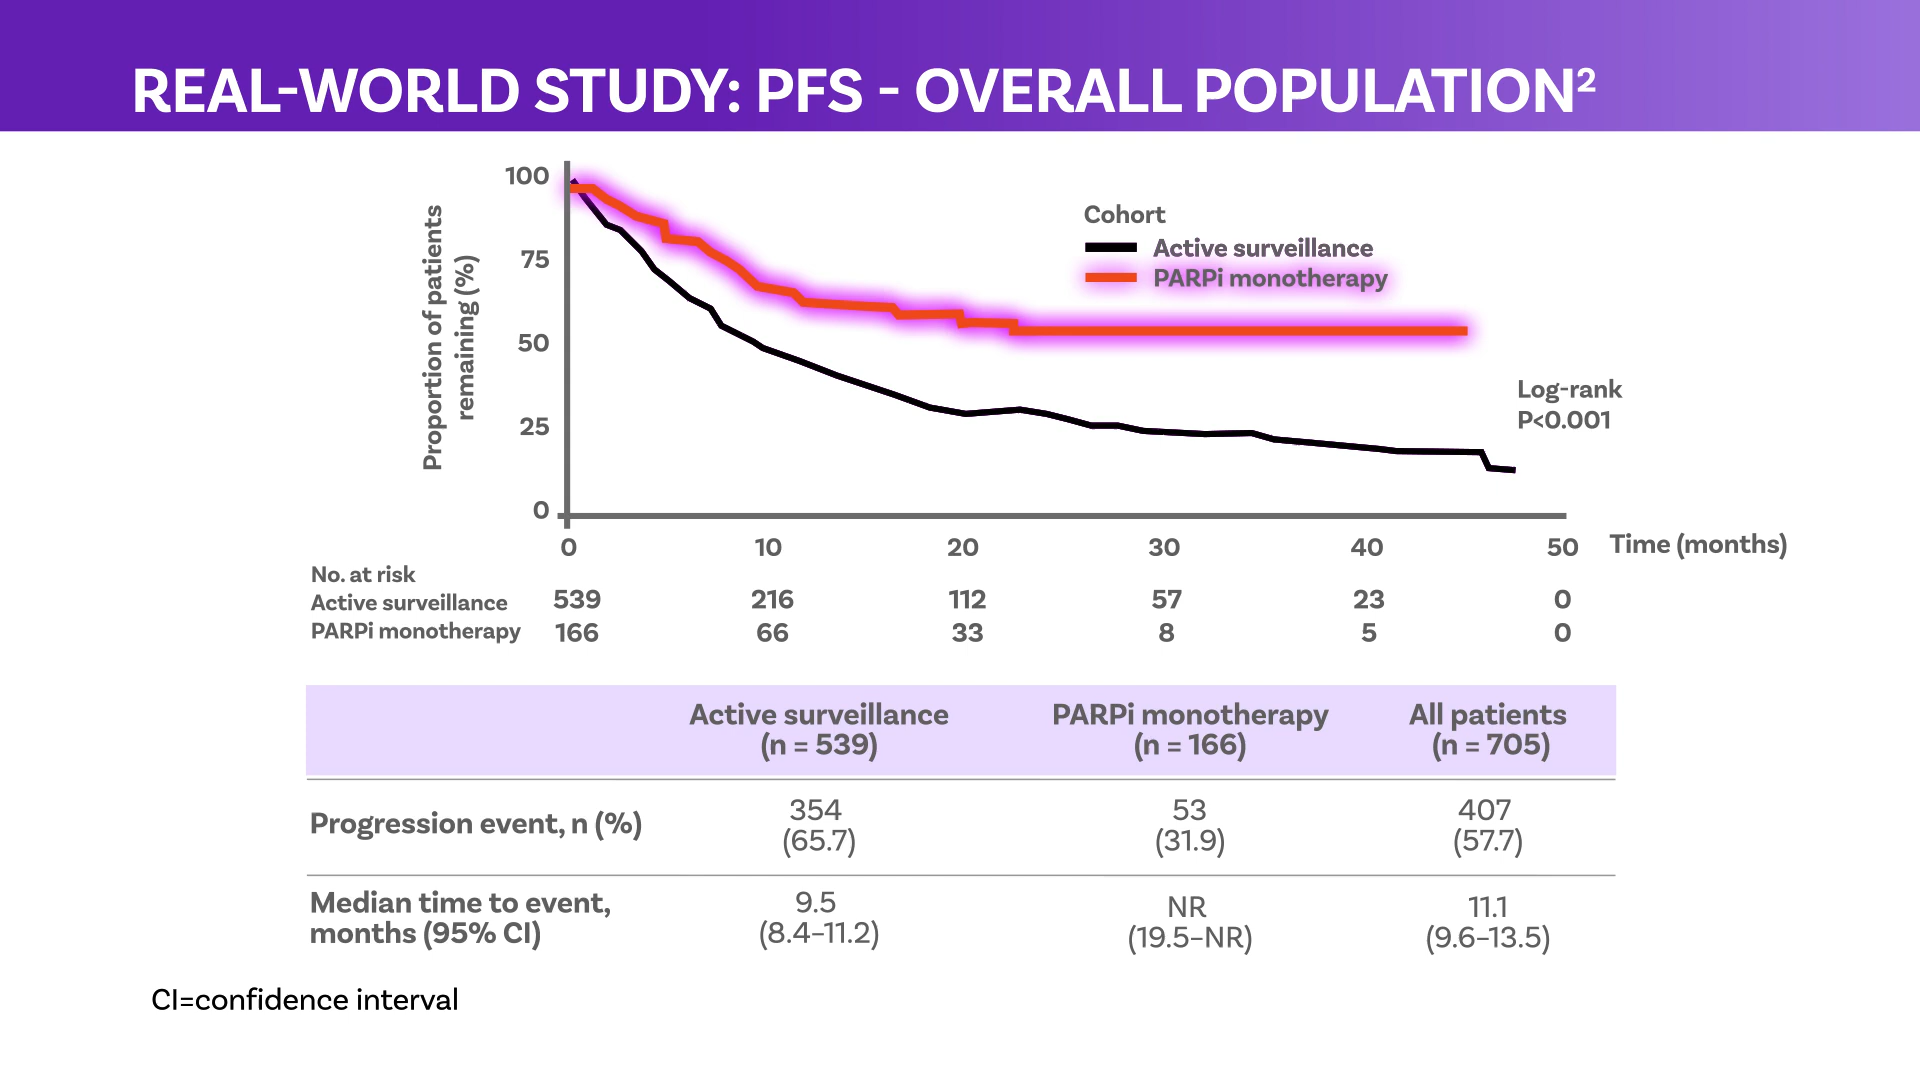 REAL-WORLD STUDY: PFS - OVERALL POPULATION²
Proportion of patients
remaining (%)
100
75
50
25
0
Cohort
Active surveillance
PARPi monotherapy
Log-rank
P<0.001
0 10 20 30 40 50 Time (months)
No. at risk
Active surveillance 539 216 112 57 23 0
PARPi monotherapy 166 66 33 8 5 0
Active surveillance PARPi monotherapy All patients
(n = 539) (n = 166) (n = 705)
Progression event, n (%)
354 53 407
(65.7) (31.9) (57.7)
Median time to event, 9.5 NR 11.1
months (95% CI) (8.4–11.2) (19.5–NR) (9.6–13.5)
CI=confidence interval